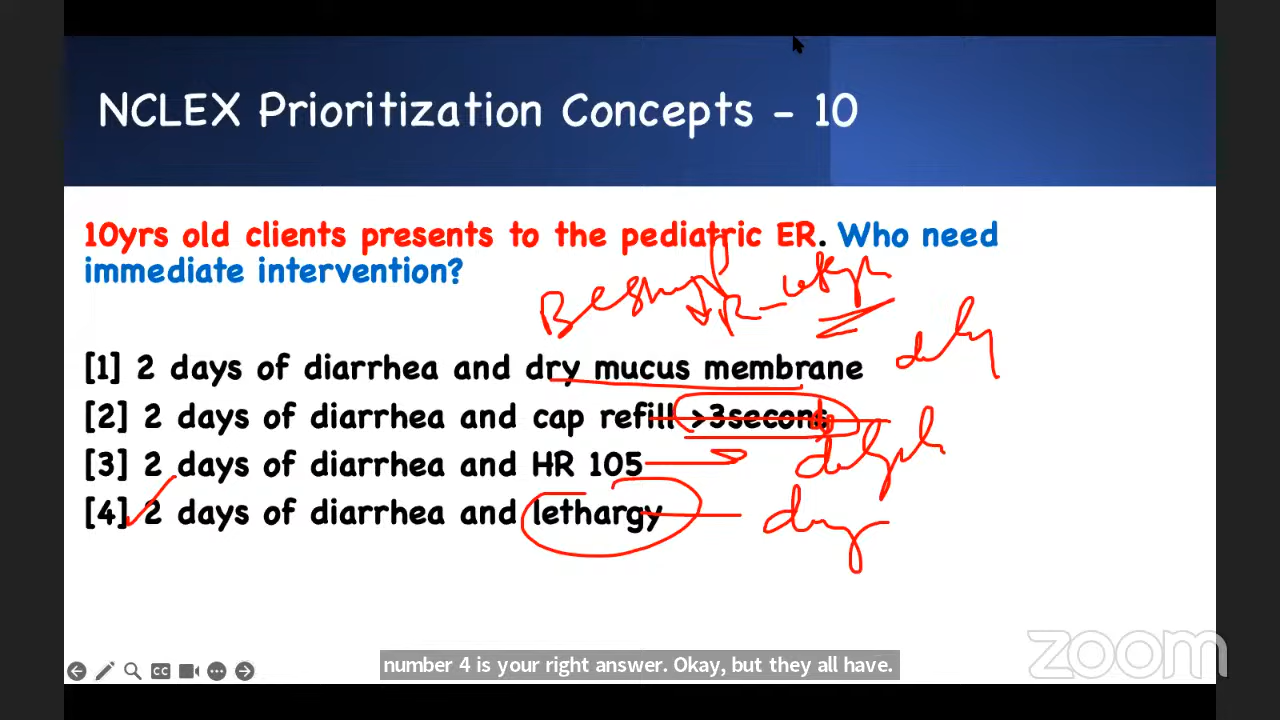 NCLEX Prioritization Concepts - 10
10yrs old clients presents to the pediatric ER. Who need
immediate intervention?
[1] 2 days of diarrhea and dry mucus membrane
[2] 2 days of diarrhea and cap refill >3seconds
[3] 2 days of diarrhea and HR 105
[4] 2 days of diarrhea and lethargy
number 4 is your right answer. Okay, but they all have.
zoom